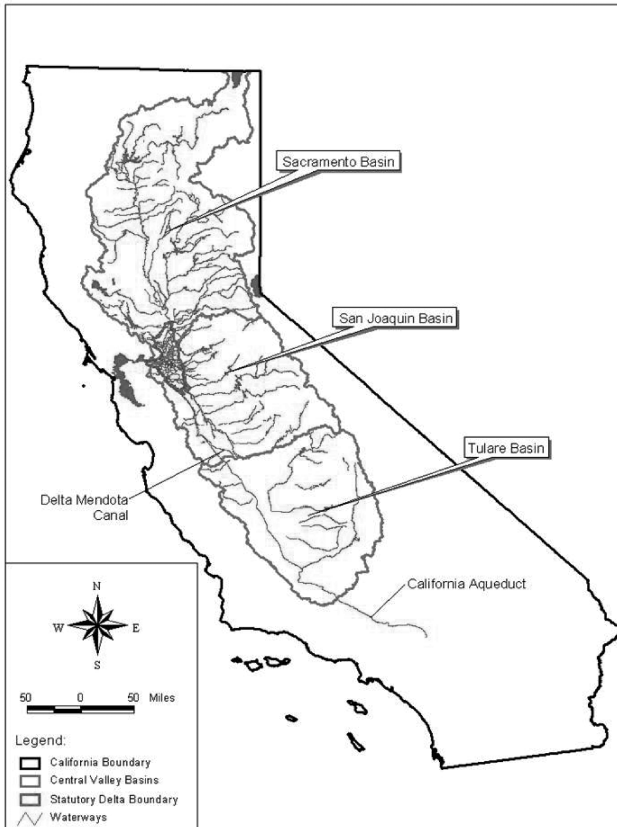 Sacramento Basin
San Joaquin Basin
Tulare Basin
Delta Mendota
Canal
California Aqueduct
N
W E
S
50 0 50 Miles
Legend:
California Boundary
Central Valley Basins
Statutory Delta Boundary
Waterways